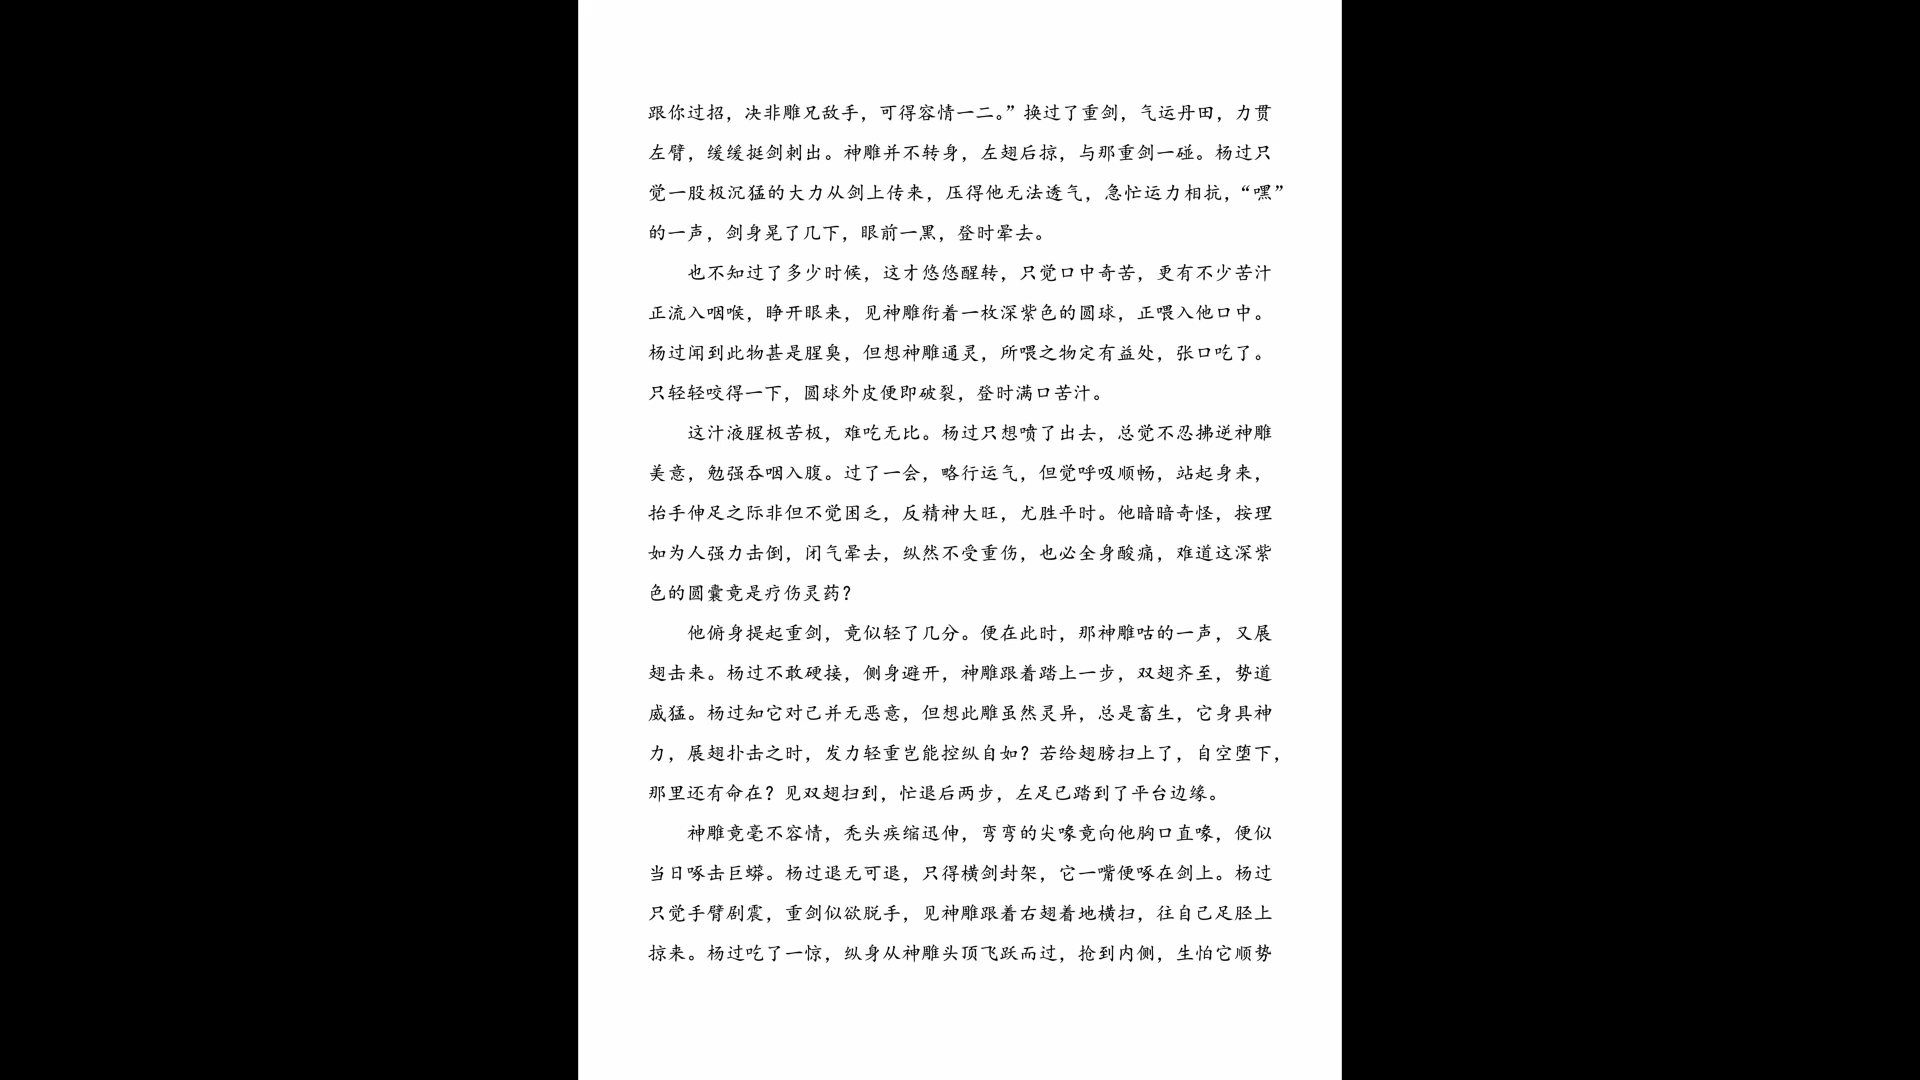 跟你过招，决非雕兄敌手，可得容情一二。”换过了重剑，气运丹田，力贯
左臂，缓缓挺剑刺出。神雕并不转身，左翅后掠，与那重剑一碰。杨过只
觉一股极沉猛的大力从剑上传来，压得他无法透气，急忙运力相抗，“嘿”
的一声，剑身晃了几下，眼前一黑，登时晕去。
也不知过了多少时候，这才悠悠醒转，只觉口中奇苦，更有不少苦汁
正流入咽喉，睁开眼来，见神雕衔着一枚深紫色的圆球，正喂入他口中。
杨过闻到此物甚是腥臭，但想神雕通灵，所喂之物定有益处，张口吃了。
只轻轻咬得一下，圆球外皮便即破裂，登时满口苦汁。
这汁液腥极苦极，难吃无比。杨过只想喷了出去，总觉不忍拂逆神雕
美意，勉强吞咽入腹。过了一会，略行运气，但觉呼吸顺畅，站起身来，
抬手伸足之际非但不觉困乏，反精神大旺，尤胜平时。他暗暗奇怪，按理
如为人强力击倒，闭气晕去，纵然不受重伤，也必全身酸痛，难道这深紫
色的圆囊竟是疗伤灵药？
他俯身提起重剑，竟似轻了几分。便在此时，那神雕咕的一声，又展
翅击来。杨过不敢硬接，侧身避开，神雕跟着踏上一步，双翅齐至，势道
威猛。杨过知它对己并无恶意，但想此雕虽然灵异，总是畜生，它身具神
力，展翅扑击之时，发力轻重岂能控纵自如？若给翅膀扫上了，自空堕下，
那里还有命在？见双翅扫到，忙退后两步，左足已踏到了平台边缘。
神雕竟毫不容情，秃头疾缩迅伸，弯弯的尖喙竟向他胸口直喙，便似
当日啄击巨蟒。杨过退无可退，只得横剑封架，它一嘴便啄在剑上。杨过
只觉手臂剧震，重剑似欲脱手，见神雕跟着右翅着地横扫，往自己足胫上
掠来。杨过吃了一惊，纵身从神雕头顶飞跃而过，抢到内侧，生怕它顺势